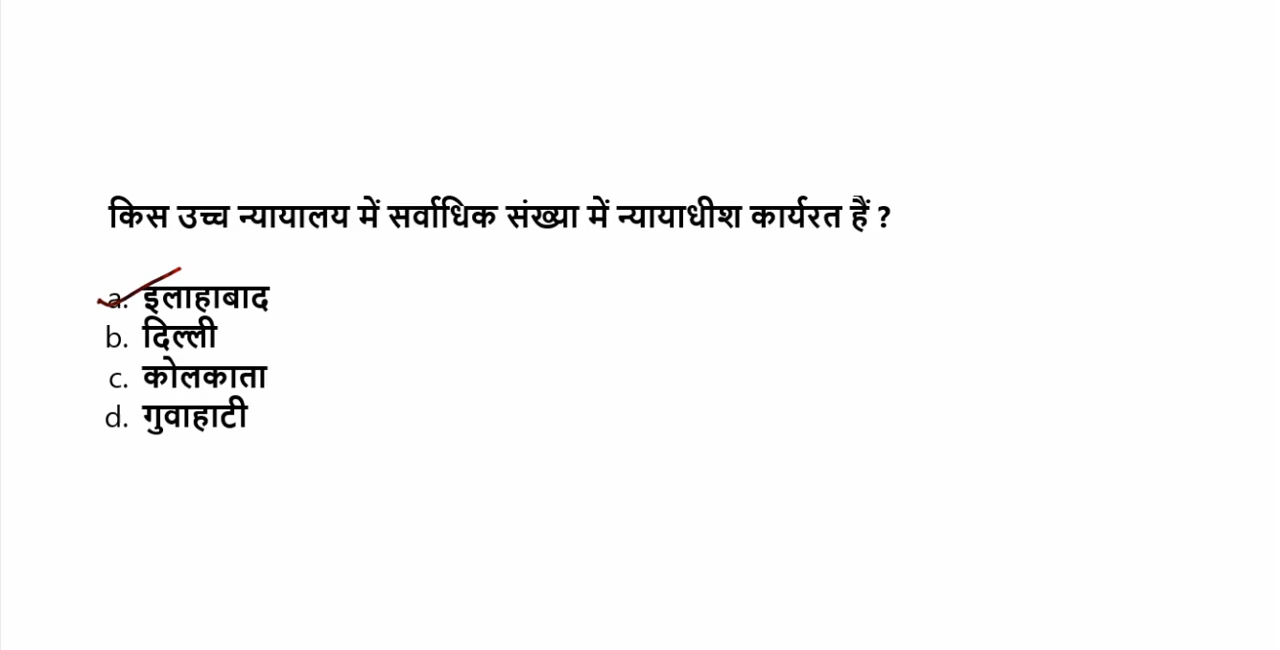 किस उच्च न्यायालय में सर्वाधिक संख्या में न्यायाधीश कार्यरत हैं ?
a. इलाहाबाद
b. दिल्ली
c. कोलकाता
d. गुवाहाटी